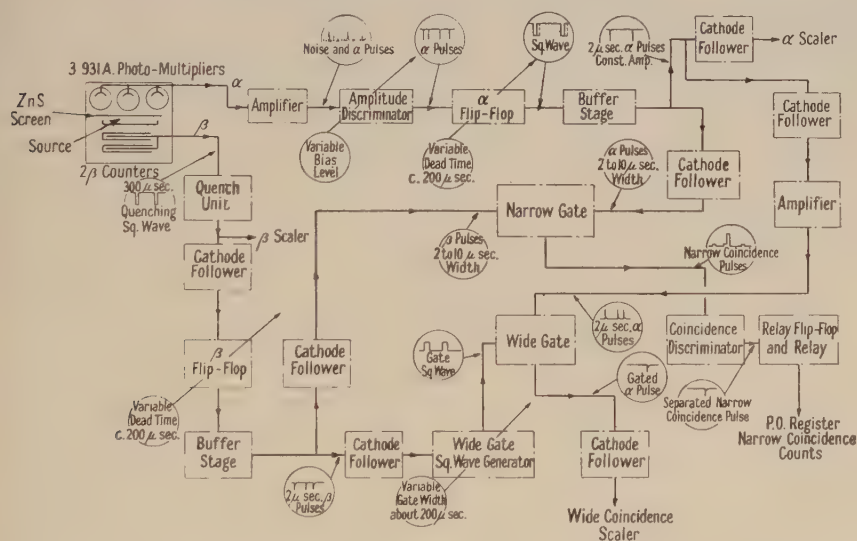 3 931A. Photo-Multipliers
ZnS
Screen
Source
2β Counters
α
β
Noise and α Pulses
α Pulses
Sq. Wave
2 μ sec. α Pulses
Const. Amp.
Cathode
Follower
α Scaler
Amplifier
Amplitude
Discriminator
α
Flip-Flop
Buffer
Stage
Cathode
Follower
Variable
Bias
Level
Variable
(Dead Time)
c. 200 μ sec.
α Pulses
2 to 10 μ sec.
Width
Cathode
Follower
Amplifier
300 μ sec.
Quenching
Sq. Wave
Quench
Unit
β Scaler
Cathode
Follower
Narrow Gate
β Pulses
2 to 10 μ sec.
Width
Narrow Coincidence
Pulses
β
Flip-Flop
Cathode
Follower
Gate
Sq. Wave
Wide Gate
2 μ sec. α
Pulses
Coincidence
Discriminator
Relay Flip-Flop
and Relay
Variable
(Dead Time)
c. 200 μ sec.
Gated
α Pulse
Separated Narrow
Coincidence Pulse
P.O. Register
Narrow Coincidence
Counts
Buffer
Stage
2 μ sec. β
Pulses
Cathode
Follower
Wide Gate
Sq. Wave Generator
Variable
(Gate Width)
about 200 μ sec.
Cathode
Follower
Wide Coincidence
Scaler